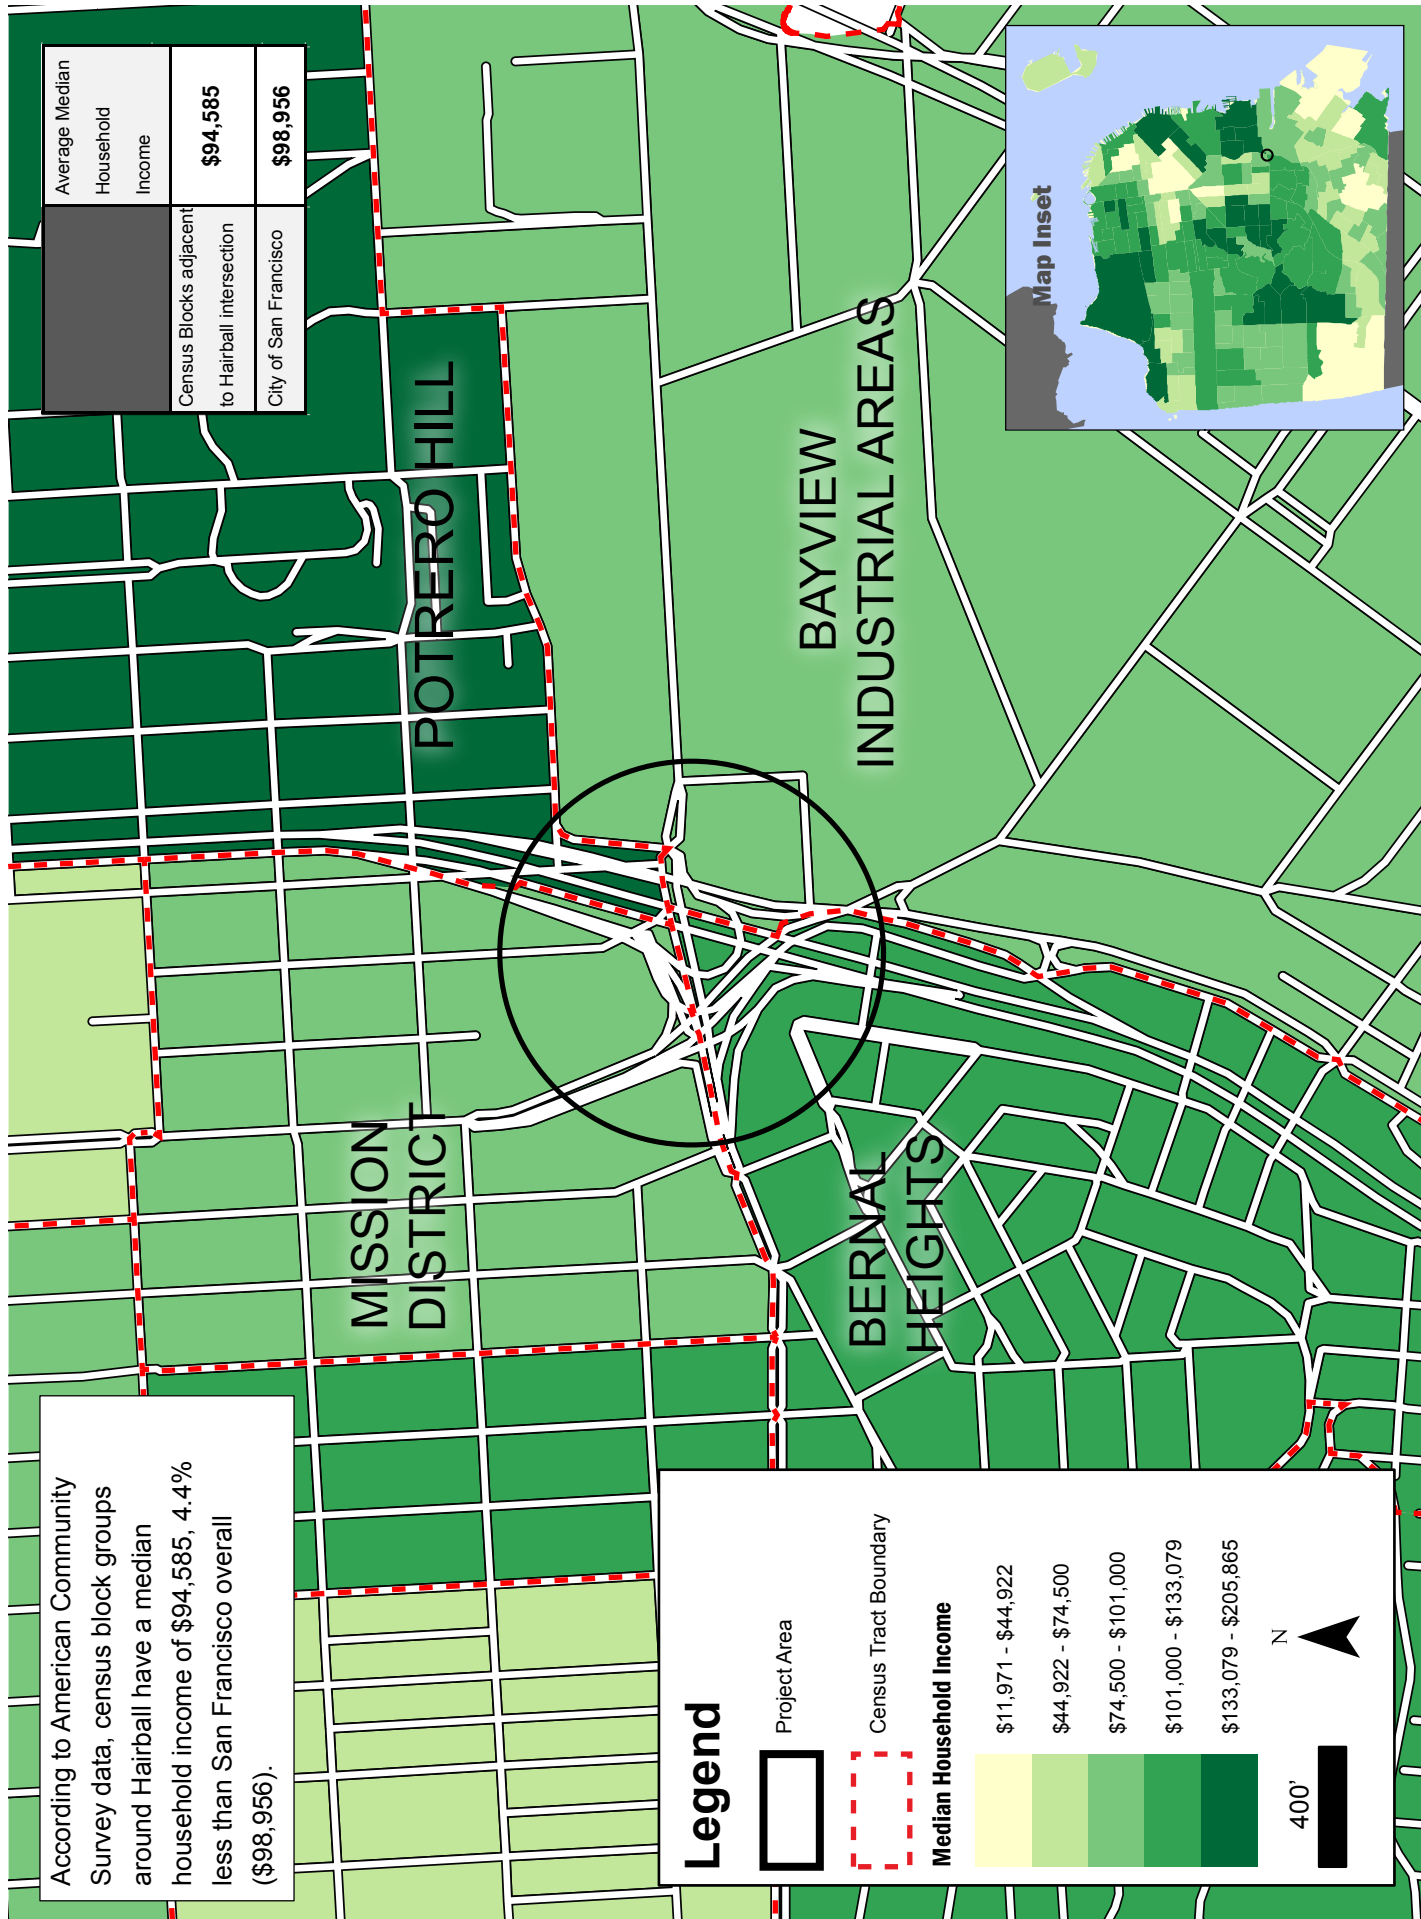 According to American Community
Survey data, census block groups
around Hairball have a median
household income of $94,585, 4.4%
less than San Francisco overall
($98,956).
Average Median
Household
Income
Census Blocks adjacent
to Hairball intersection
$94,585
City of San Francisco
$98,956
MISSION
DISTRICT
POTRERO HILL
BAYVIEW
INDUSTRIAL AREAS
BERNAL
HEIGHTS
Legend
Project Area
Census Tract Boundary
Median Household Income
$11,971 - $44,922
$44,922 - $74,500
$74,500 - $101,000
$101,000 - $133,079
$133,079 - $205,865
400'
N
Map Inset